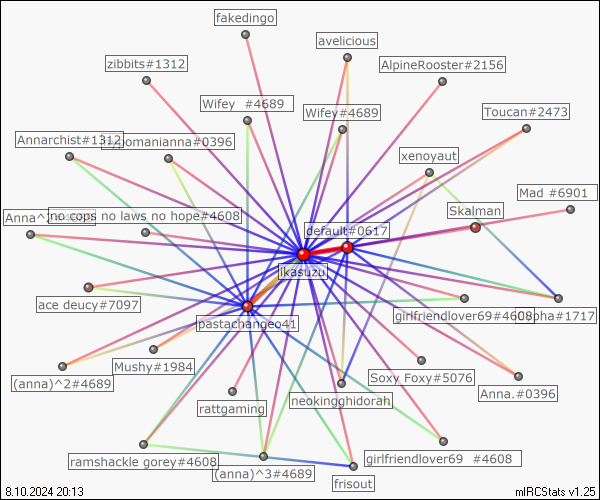 fakedingo
avelicious
zibbits#1312
AlpineRooster#2156
Wifey #4689
Wifey#4689
Toucan#2473
Annarchist#1312
omanianna#0396
xenoyaut
Mad #6901
Skalman
Anna^2
no cops no laws no hope#4608
default#0617
ikasuzu
ace deucy#7097
girlfriendlover69#4608
pha#1717
pastachangeo41
Mushy#1984
Soxy Foxy#5076
(anna)^2#4689
Anna.#0396
rattgaming
neokingghidorah
ramshackle gorey#4608
girlfriendlover69 #4608
(anna)^3#4689
frisout
8.10.2024 20:13
mIRCStats v1.25